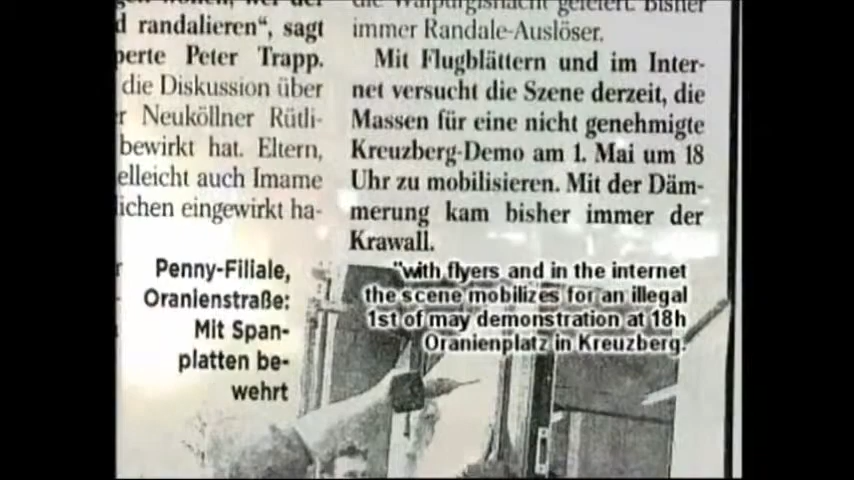 randalieren“, sagt
Peter Trapp.
die Diskussion über
Neuköllner Rütli-
bewirkt hat. Eltern,
auch Imame
eingewirkt ha-
die Walpurgisnacht gefeiert. Bisher
immer Randale-Auslöser.
Mit Flugblättern und im Inter-
net versucht die Szene derzeit, die
Massen für eine nicht genehmigte
Kreuzberg-Demo am 1. Mai um 18
Uhr zu mobilisieren. Mit der Däm-
merung kam bisher immer der
Krawall.
Penny-Filiale,
Oranienstraße:
Mit Span-
platten be-
wehrt
"with flyers and in the internet
the scene mobilizes for an illegal
1st of may demonstration at 18h
Oranienplatz in Kreuzberg."